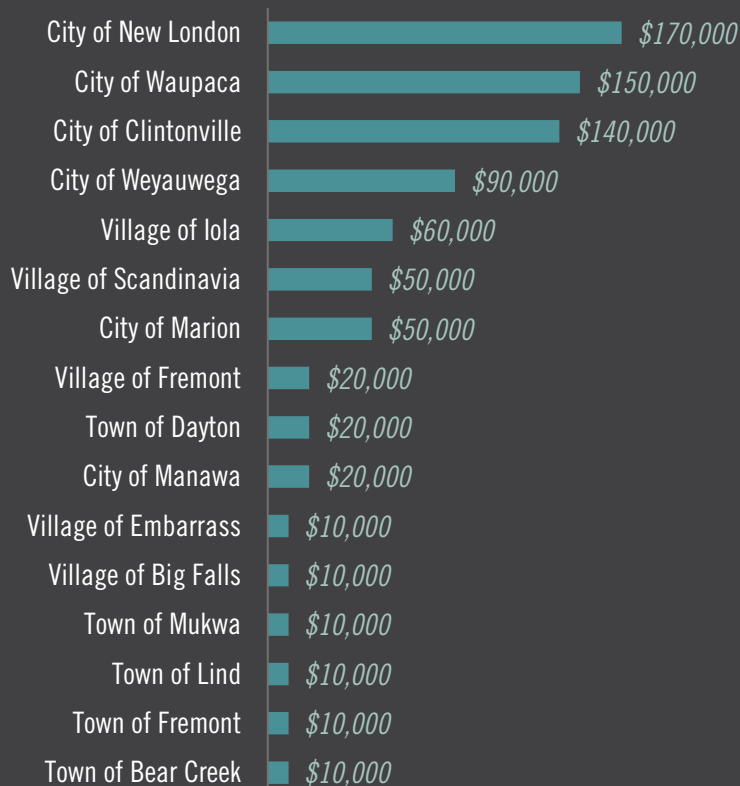 City of New London $170,000
City of Waupaca $150,000
City of Clintonville $140,000
City of Weyauwega $90,000
Village of Iola $60,000
Village of Scandinavia $50,000
City of Marion $50,000
Village of Fremont $20,000
Town of Dayton $20,000
City of Manawa $20,000
Village of Embarrass $10,000
Village of Big Falls $10,000
Town of Mukwa $10,000
Town of Lind $10,000
Town of Fremont $10,000
Town of Bear Creek $10,000